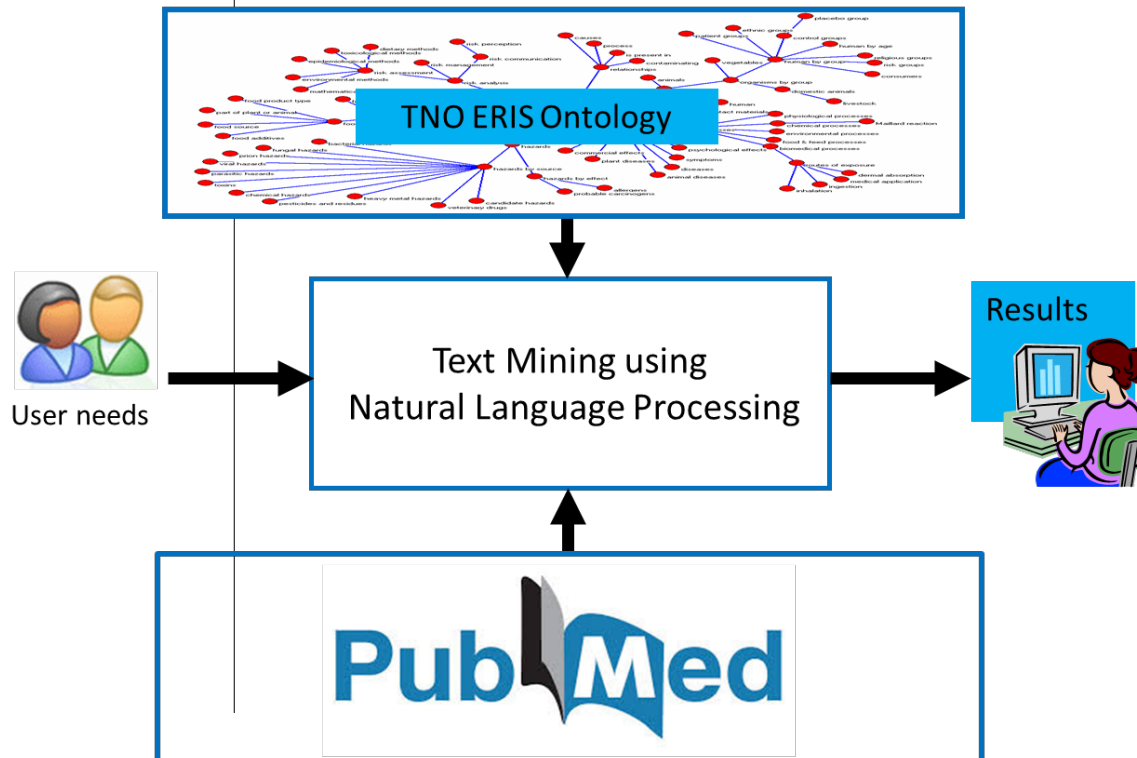 placebo group
ethnic groups
patient groups
control groups
human by age
religious groups
risk groups
consumers
human by group
vegetables
organisms by group
domestic animals
livestock
animals
human
causes
process
is present in
contaminating
relationships
risk perception
risk communication
risk management
risk analysis
dietary methods
toxicological methods
epidemiological methods
risk assessment
environmental methods
food product type
part of plant or animal
food source
food additives
TNO ERIS Ontology
physiological processes
chemical processes
Maillard reaction
environmental processes
food & feed processes
biomedical processes
psychological effects
symptoms
diseases
animal diseases
commercial effects
plant diseases
routes of exposure
dermal absorption
medical application
ingestion
inhalation
hazards
bacterial hazards
fungal hazards
prion hazards
viral hazards
parasitic hazards
toxins
chemical hazards
pesticides and residues
heavy metal hazards
veterinary drugs
candidate hazards
hazards by source
hazards by effect
allergens
probable carcinogens
User needs
Text Mining using
Natural Language Processing
Results
PubMed